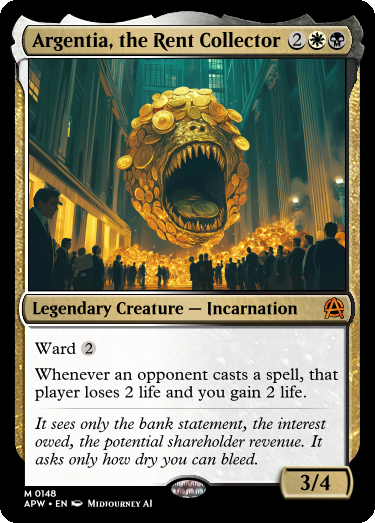 Argentia, the Rent Collector 2
Legendary Creature — Incarnation
Ward 2
Whenever an opponent casts a spell, that
player loses 2 life and you gain 2 life.
It sees only the bank statement, the interest
owed, the potential shareholder revenue. It
asks only how dry you can bleed.
3/4
M 0148
APW • EN Midjourney AI